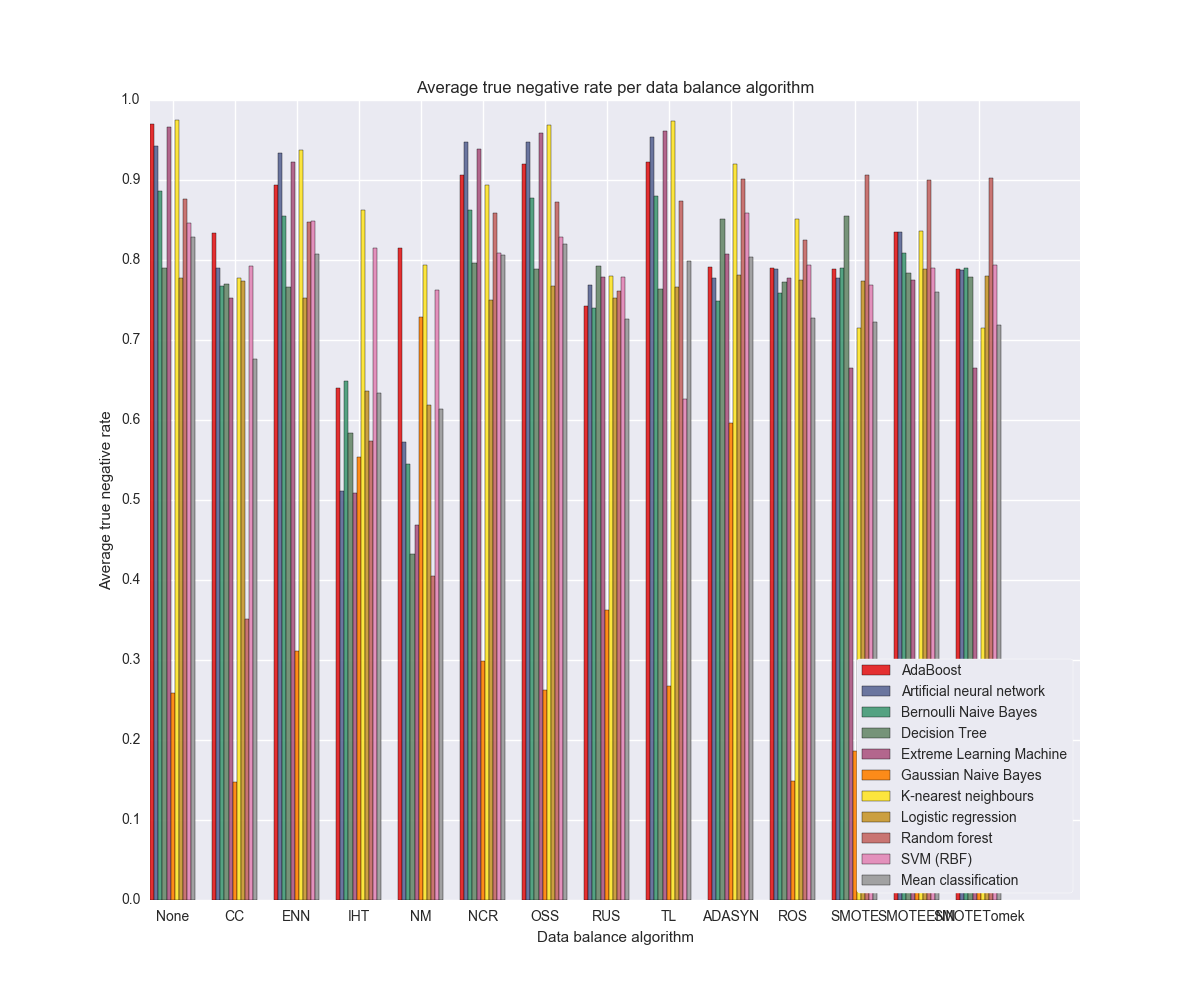 Average true negative rate per data balance algorithm
1.0
0.9
0.8
0.7
0.6
0.5
0.4
0.3
0.2
0.1
0.0
Average true negative rate
AdaBoost
Artificial neural network
Bernoulli Naive Bayes
Decision Tree
Extreme Learning Machine
Gaussian Naive Bayes
K-nearest neighbours
Logistic regression
Random forest
SVM (RBF)
Mean classification
None CC ENN IHT NM NCR OSS RUS TL ADASYN ROS SMOTE SMOTEENN SMOTETomek
Data balance algorithm